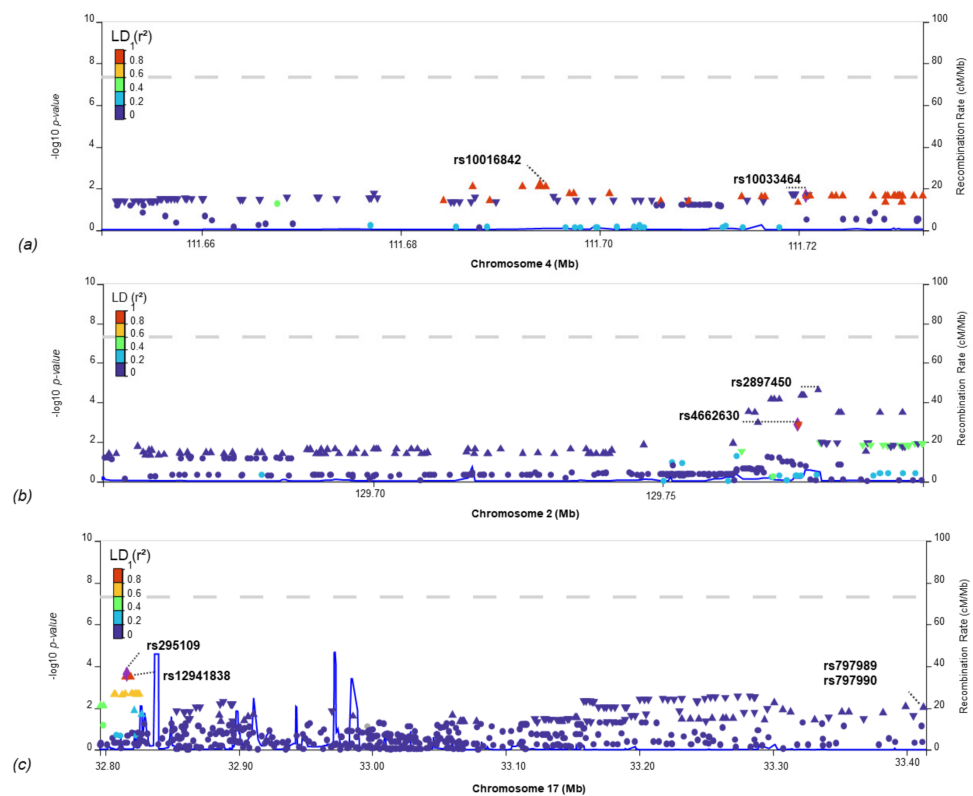 10
8
6
4
2
0
-log10 p-value
LD (r²)
1
0.8
0.6
0.4
0.2
0
rs10016842
rs10033464
100
80
60
40
20
0
Recombination Rate (cM/Mb)
111.66
111.68
111.70
111.72
Chromosome 4 (Mb)
(a)
10
8
6
4
2
0
-log10 p-value
LD (r²)
1
0.8
0.6
0.4
0.2
0
rs2897450
rs4662630
100
80
60
40
20
0
Recombination Rate (cM/Mb)
129.70
129.75
Chromosome 2 (Mb)
(b)
10
8
6
4
2
0
-log10 p-value
LD (r²)
1
0.8
0.6
0.4
0.2
0
rs295109
rs12941838
rs797989
rs797990
100
80
60
40
20
0
Recombination Rate (cM/Mb)
32.80
32.90
33.00
33.10
33.20
33.30
33.40
Chromosome 17 (Mb)
(c)